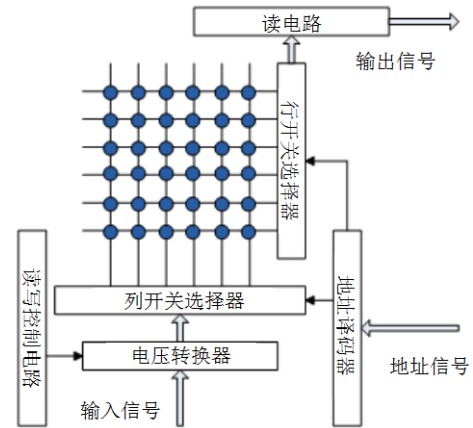 读电路
输出信号
行开关选择器
读写控制电路
列开关选择器
地址译码器
电压转换器
地址信号
输入信号